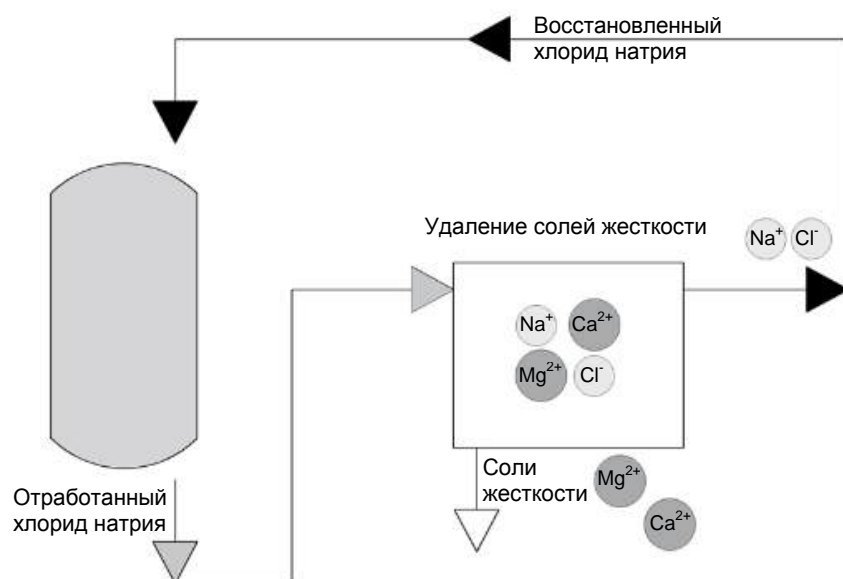 Восстановленный
хлорид натрия
Удаление солей жесткости
Na⁺ Cl⁻
Na⁺ Ca²⁺
Mg²⁺ Cl⁻
Соли
жесткости
Mg²⁺
Ca²⁺
Отработанный
хлорид натрия